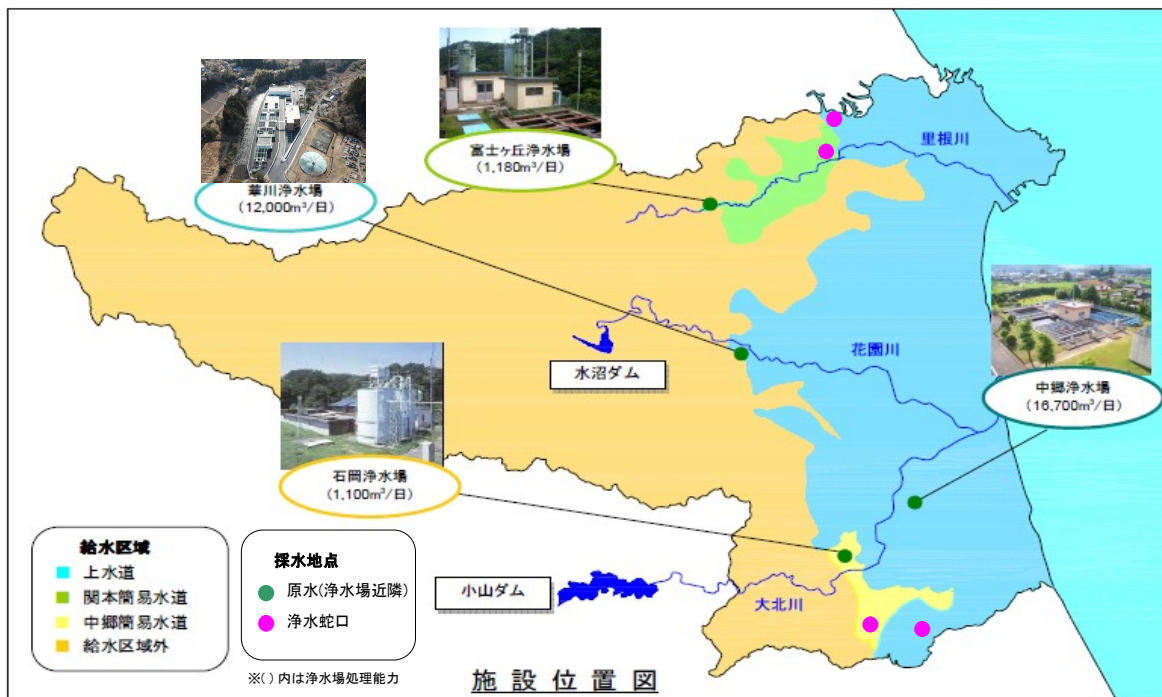 富士ヶ丘浄水場
(1,180m³/日)
里根川
華川浄水場
(12,000m³/日)
花園川
水沼ダム
中郷浄水場
(16,700m³/日)
石岡浄水場
(1,100m³/日)
給水区域
上水道
関本簡易水道
中郷簡易水道
給水区域外
採水地点
原水(浄水場近隣)
浄水蛇口
※( ) 内は浄水場処理能力
小山ダム
大北川
施設位置図